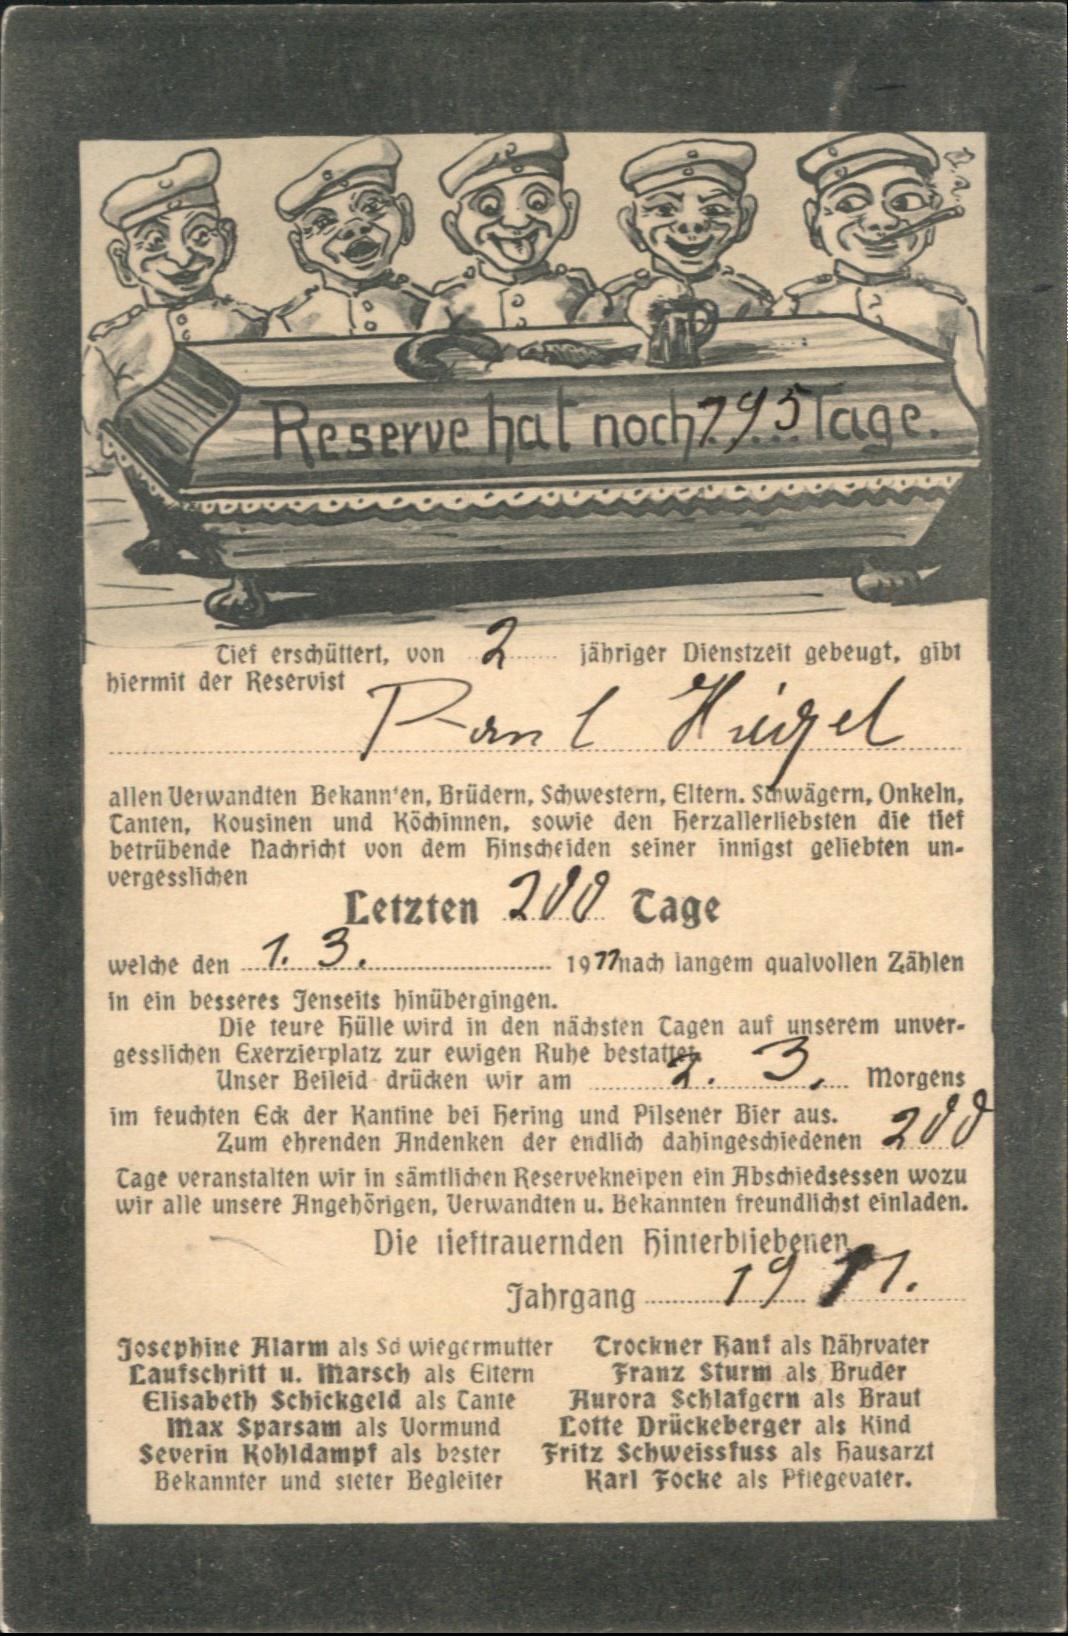 Reserve hat noch 195 Tage.
Tief erschüttert, von 2 jähriger Dienstzeit gebeugt, gibt
hiermit der Reservist
Paul Hügel
allen Verwandten Bekannten, Brüdern, Schwestern, Eltern. Schwägern, Onkeln,
Tanten, Kousinen und Köchinnen, sowie den Herzallerliebsten die tief
betrübende Nachricht von dem Hinscheiden seiner innigst geliebten un-
vergesslichen
Letzten 200 Tage
welche den 1. 3. 1911 nach langem qualvollen Zählen
in ein besseres Jenseits hinübergingen.
Die teure Hülle wird in den nächsten Tagen auf unserem unver-
gesslichen Exerzierplatz zur ewigen Ruhe bestattet.
Unser Beileid drücken wir am 2. 3. Morgens
im feuchten Eck der Kantine bei Hering und Pilsener Bier aus.
Zum ehrenden Andenken der endlich dahingeschiedenen 200
Tage veranstalten wir in sämtlichen Reservekneipen ein Abschiedsessen wozu
wir alle unsere Angehörigen, Verwandten u. Bekannten freundlichst einladen.
Die tieftrauernden Hinterbliebenen
Jahrgang 1911.
Josephine Alarm als Schwiegermutter
Laufschritt u. Marsch als Eltern
Elisabeth Schickgeld als Tante
Max Sparsam als Vormund
Severin Kohldampf als bester
Bekannter und steter Begleiter
Trockner Hanf als Nährvater
Franz Sturm als Bruder
Aurora Schlafgern als Braut
Lotte Drückeberger als Kind
Fritz Schweissfuss als Hausarzt
Karl Focke als Pflegevater.